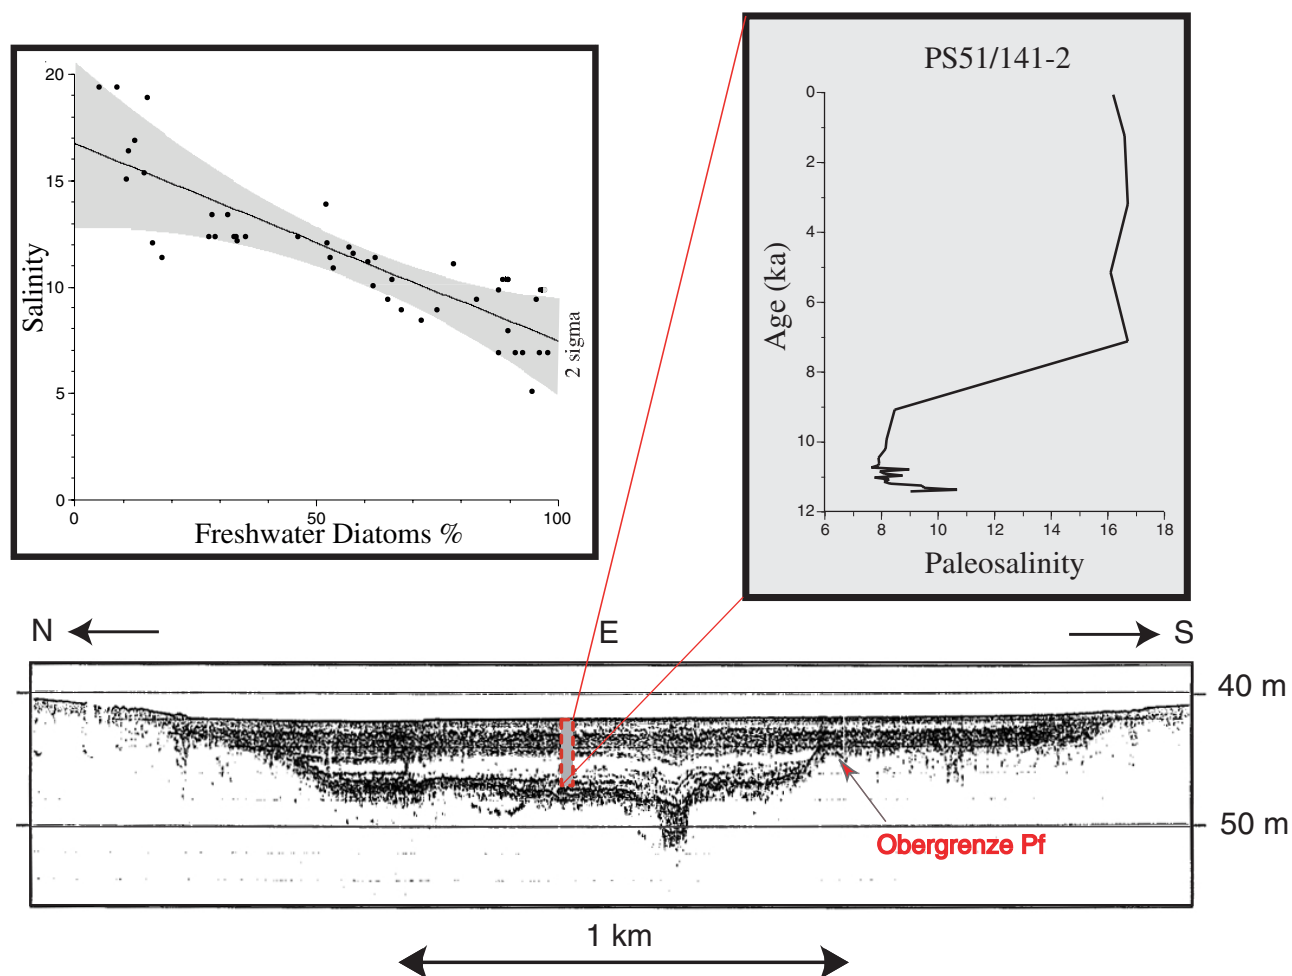 20
15
10
5
0
0
50
100
Salinity
Freshwater Diatoms %
2 sigma
PS51/141-2
0
2
4
6
8
10
12
6
8
10
12
14
16
18
Age (ka)
Paleosalinity
N
E
S
40 m
50 m
Obergrenze Pf
1 km